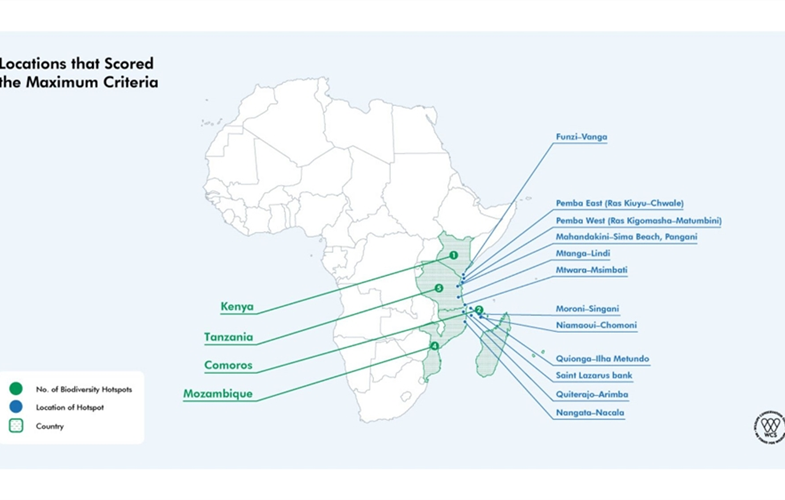 Locations that Scored
the Maximum Criteria
Funzi–Vanga
Pemba East (Ras Kiuyu–Chwale)
Pemba West (Ras Kigomasha–Matumbini)
Mahandakini–Sima Beach, Pangani
Mtanga–Lindi
Mtwara–Msimbati
Moroni–Singani
Niamaoui–Chomoni
Quionga–Ilha Metundo
Saint Lazarus bank
Quiterajo–Arimba
Nangata–Nacala
1
5
2
4
Kenya
Tanzania
Comoros
Mozambique
No. of Biodiversity Hotspots
Location of Hotspot
Country
WCS